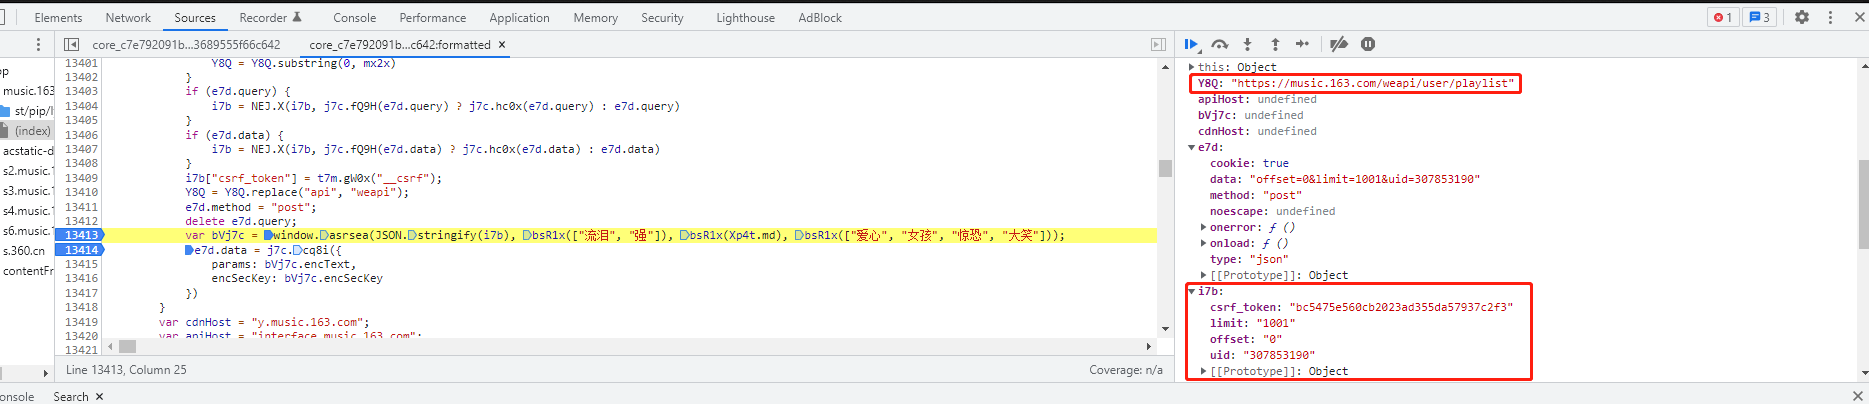 Elements Network Sources Recorder Console Performance Application Memory Security Lighthouse AdBlock 1 3
core_c7e792091b...3689555f66c642 core_c7e792091b...c642:formatted ×
op
music.163
st/pip/l
(index)
acstatic-d
s2.music.1
s3.music.1
s4.music.1
s6.music.1
s.360.cn
contentFr
13401 Y8Q = Y8Q.substring(0, mx2x)
13402 }
13403 if (e7d.query) {
13404 i7b = NEJ.X(i7b, j7c.fQ9H(e7d.query) ? j7c.hc0x(e7d.query) : e7d.query)
13405 }
13406 if (e7d.data) {
13407 i7b = NEJ.X(i7b, j7c.fQ9H(e7d.data) ? j7c.hc0x(e7d.data) : e7d.data)
13408 }
13409 i7b["csrf_token"] = t7m.gW0x("__csrf");
13410 Y8Q = Y8Q.replace("api", "weapi");
13411 e7d.method = "post";
13412 delete e7d.query;
13413 var bVj7c = window.asrsea(JSON.stringify(i7b), bsR1x(["流泪", "强"]), bsR1x(Xp4t.md), bsR1x(["爱心", "女孩", "惊恐", "大笑"]));
13414 e7d.data = j7c.cq8i({
13415 params: bVj7c.encText,
13416 encSecKey: bVj7c.encSecKey
13417 })
13418 }
13419 var cdnHost = "y.music.163.com";
13420 var apiHost = "interface.music.163.com";
13421
Line 13413, Column 25 Coverage: n/a
this: Object
Y8Q: "https://music.163.com/weapi/user/playlist"
apiHost: undefined
bVj7c: undefined
cdnHost: undefined
e7d:
cookie: true
data: "offset=0&limit=1001&uid=307853190"
method: "post"
noescape: undefined
onerror: ƒ ()
onload: ƒ ()
type: "json"
[[Prototype]]: Object
i7b:
csrf_token: "bc5475e560cb2023ad355da57937c2f3"
limit: "1001"
offset: "0"
uid: "307853190"
[[Prototype]]: Object
onsole Search ×